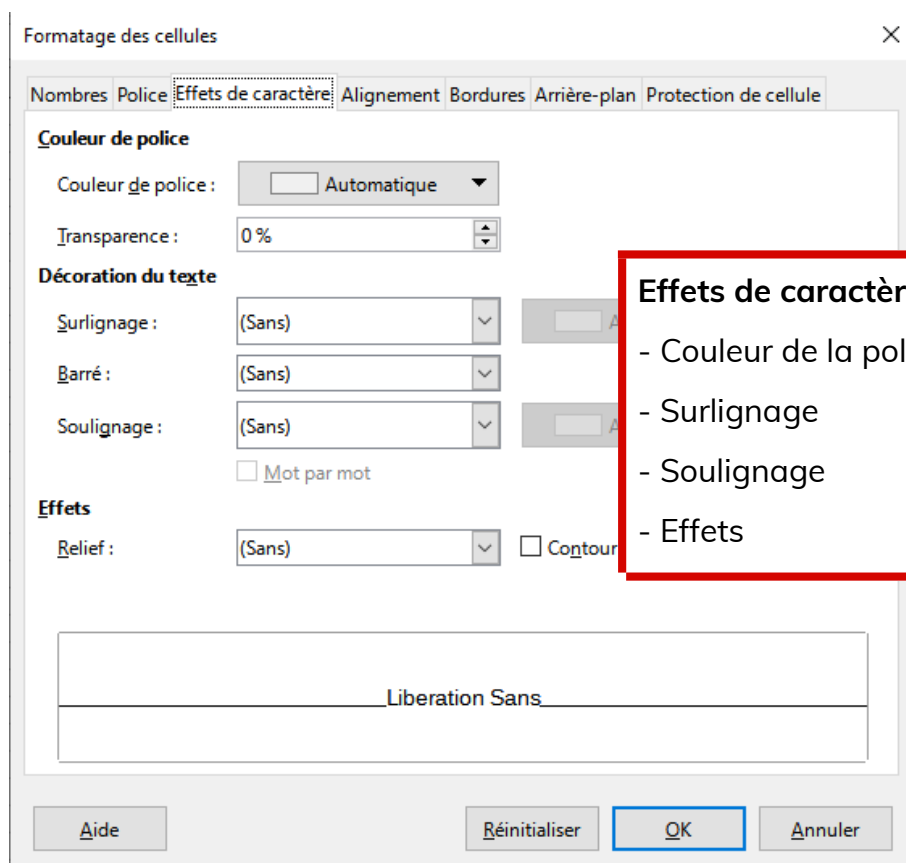 Formatage des cellules
Nombres Police Effets de caractère Alignement Bordures Arrière-plan Protection de cellule
Couleur de police
Couleur de police : Automatique
Transparence : 0 %
Décoration du texte
Surlignage : (Sans)
Barré : (Sans)
Soulignage : (Sans)
Mot par mot
Effets
Relief : (Sans) Contour
Effets de
- Couleur de la
- Surlignage
- Soulignage
- Effets
Liberation Sans
Aide Réinitialiser OK Annuler